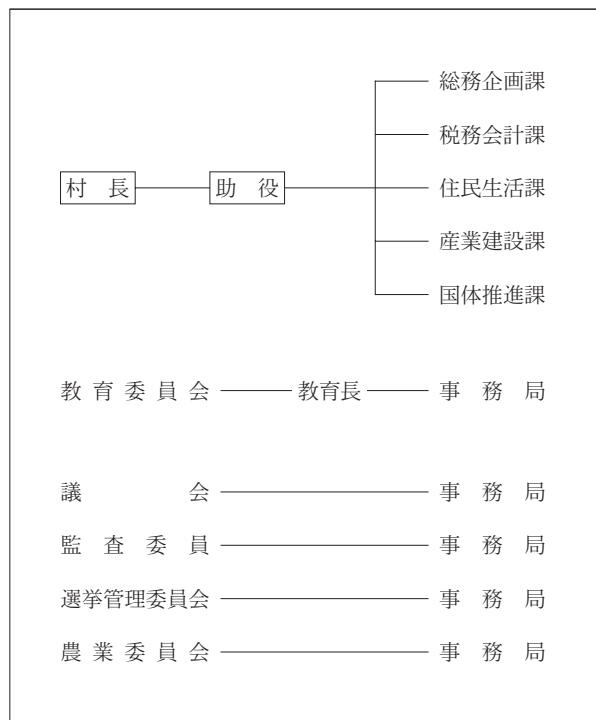 総務企画課
税務会計課
村長 助役 住民生活課
産業建設課
国体推進課
教育委員会 教育長 事務局
議会 事務局
監査委員 事務局
選挙管理委員会 事務局
農業委員会 事務局